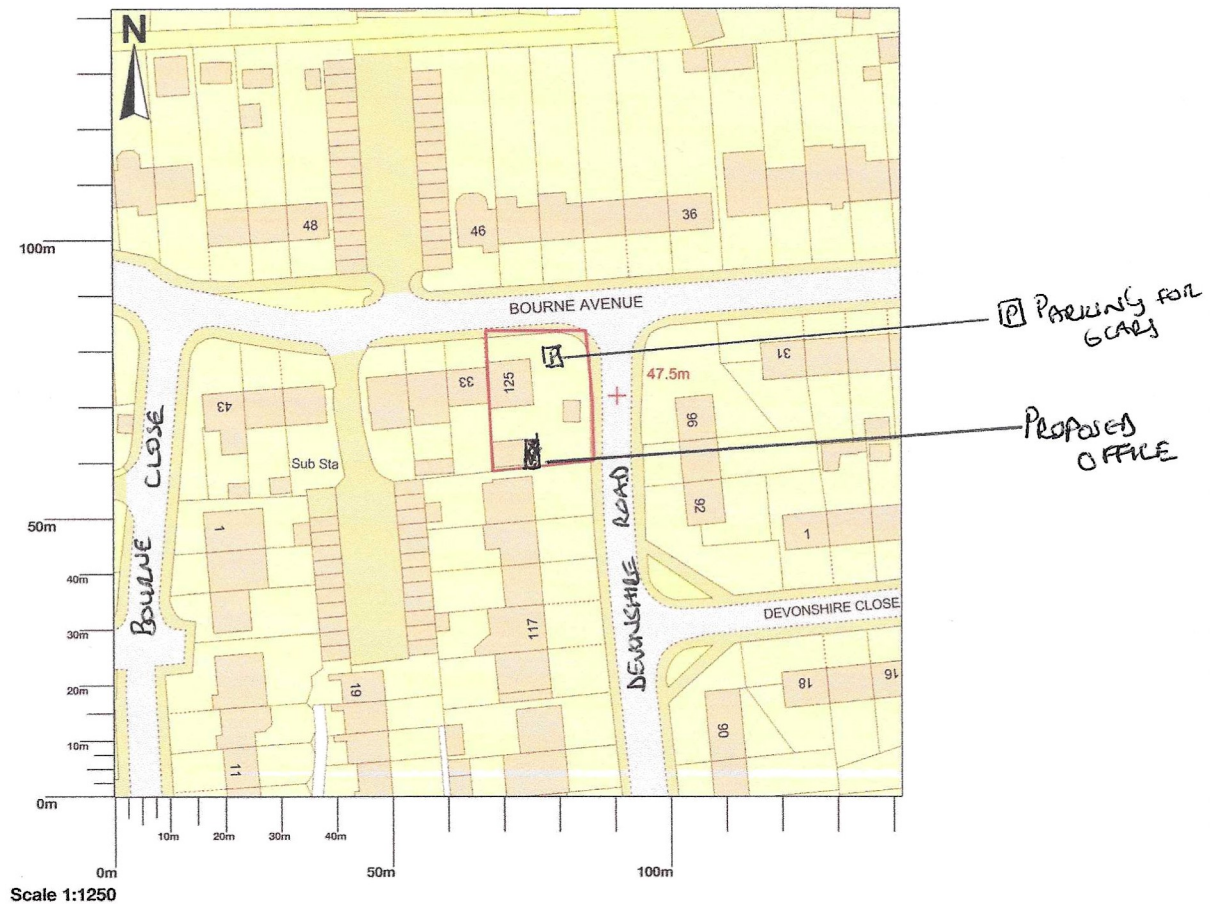 N
48
46
36
100m
BOURNE AVENUE
P PARKING FOR
6 CARS
P
31
47.5m
33
125
43
96
PROPOSED
OFFICE
Sub Sta
BOURNE CLOSE
DEVONSHIRE ROAD
50m
1
92
1
40m
DEVONSHIRE CLOSE
30m
117
20m
19
18
16
10m
11
90
0m
10m
20m
30m
40m
0m
50m
100m
Scale 1:1250